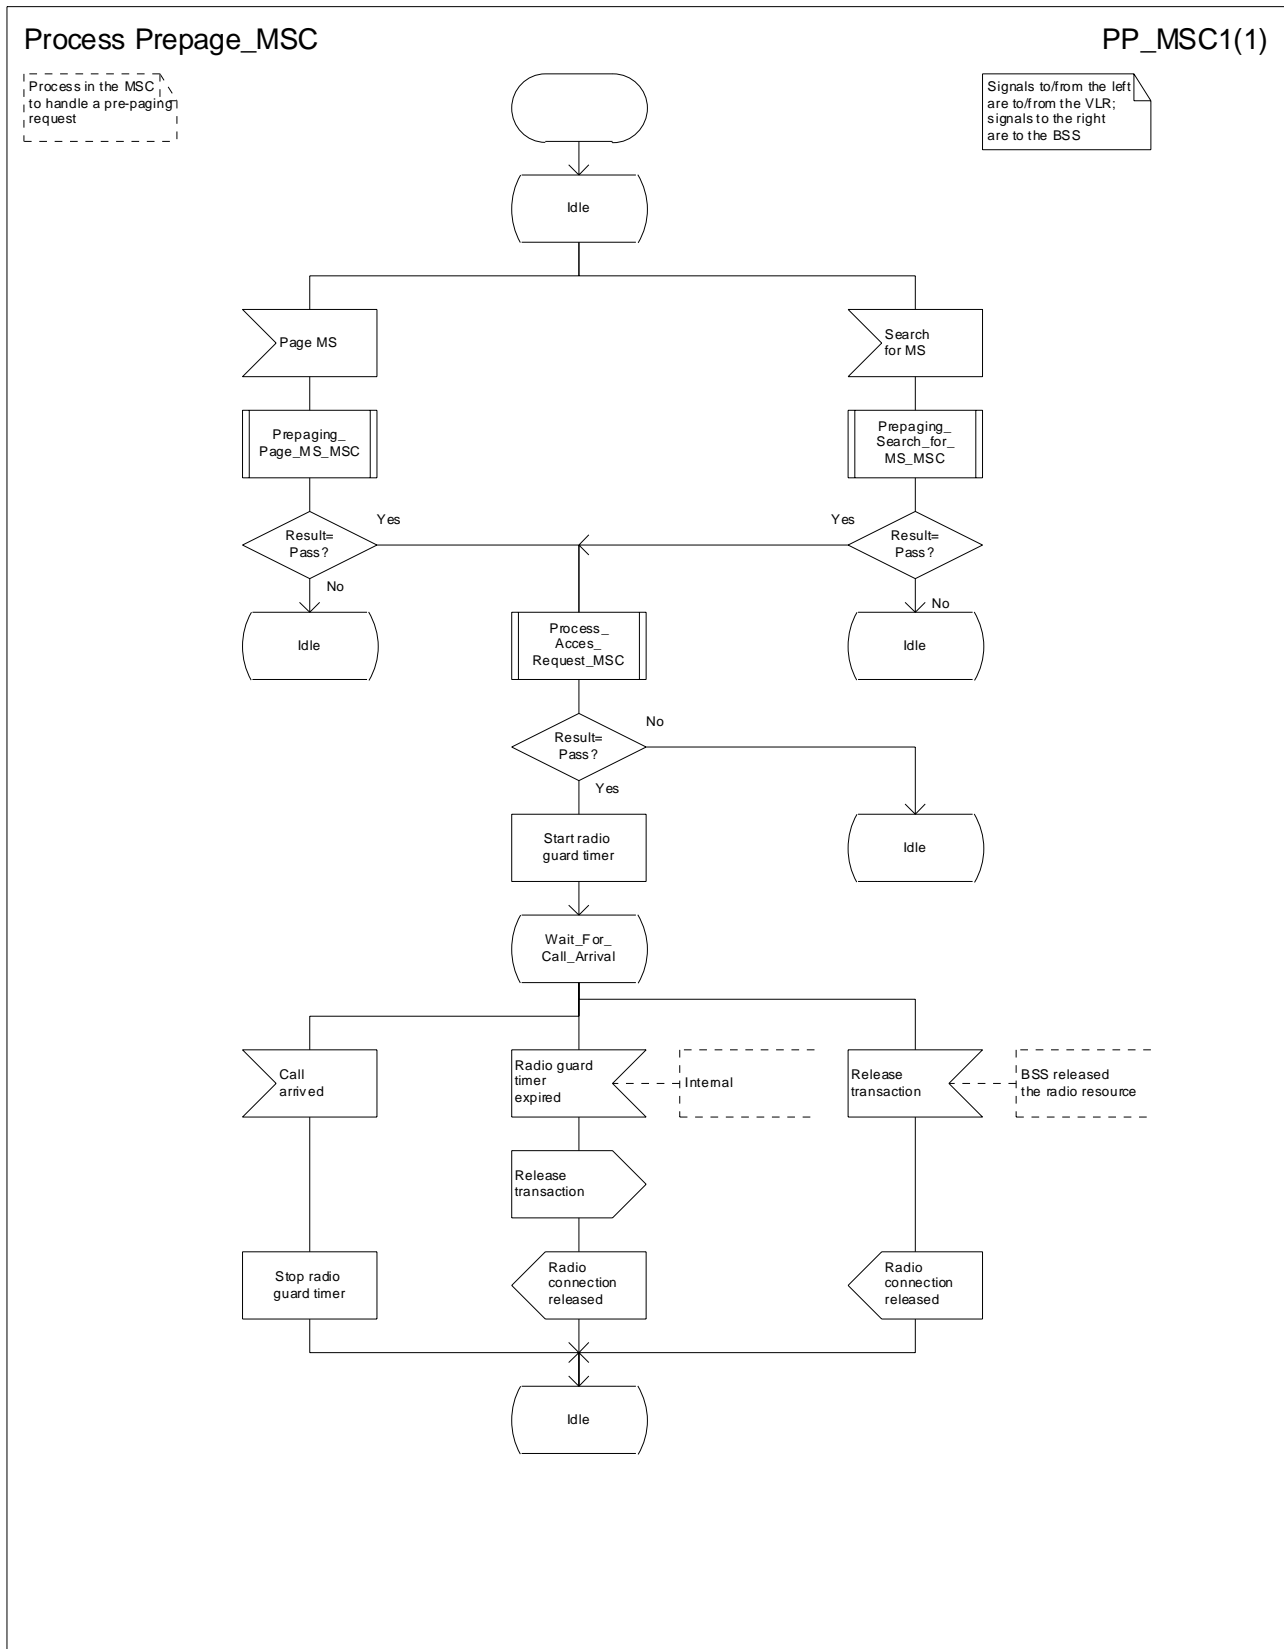 Process Prepage_MSC
PP_MSC1(1)
Process in the MSC
to handle a pre-paging
request
Signals to/from the left
are to/from the VLR;
signals to the right
are to the BSS
Idle
Page MS
Search
for MS
Prepaging_
Page_MS_MSC
Prepaging_
Search_for_
MS_MSC
Yes
Yes
Result=
Pass?
Result=
Pass?
No
No
Idle
Process_
Acces_
Request_MSC
Idle
No
Result=
Pass?
Yes
Start radio
guard timer
Idle
Wait_For_
Call_Arrival
Call
arrived
Radio guard
timer
expired
Internal
Release
transaction
BSS released
the radio resource
Release
transaction
Stop radio
guard timer
Radio
connection
released
Radio
connection
released
Idle